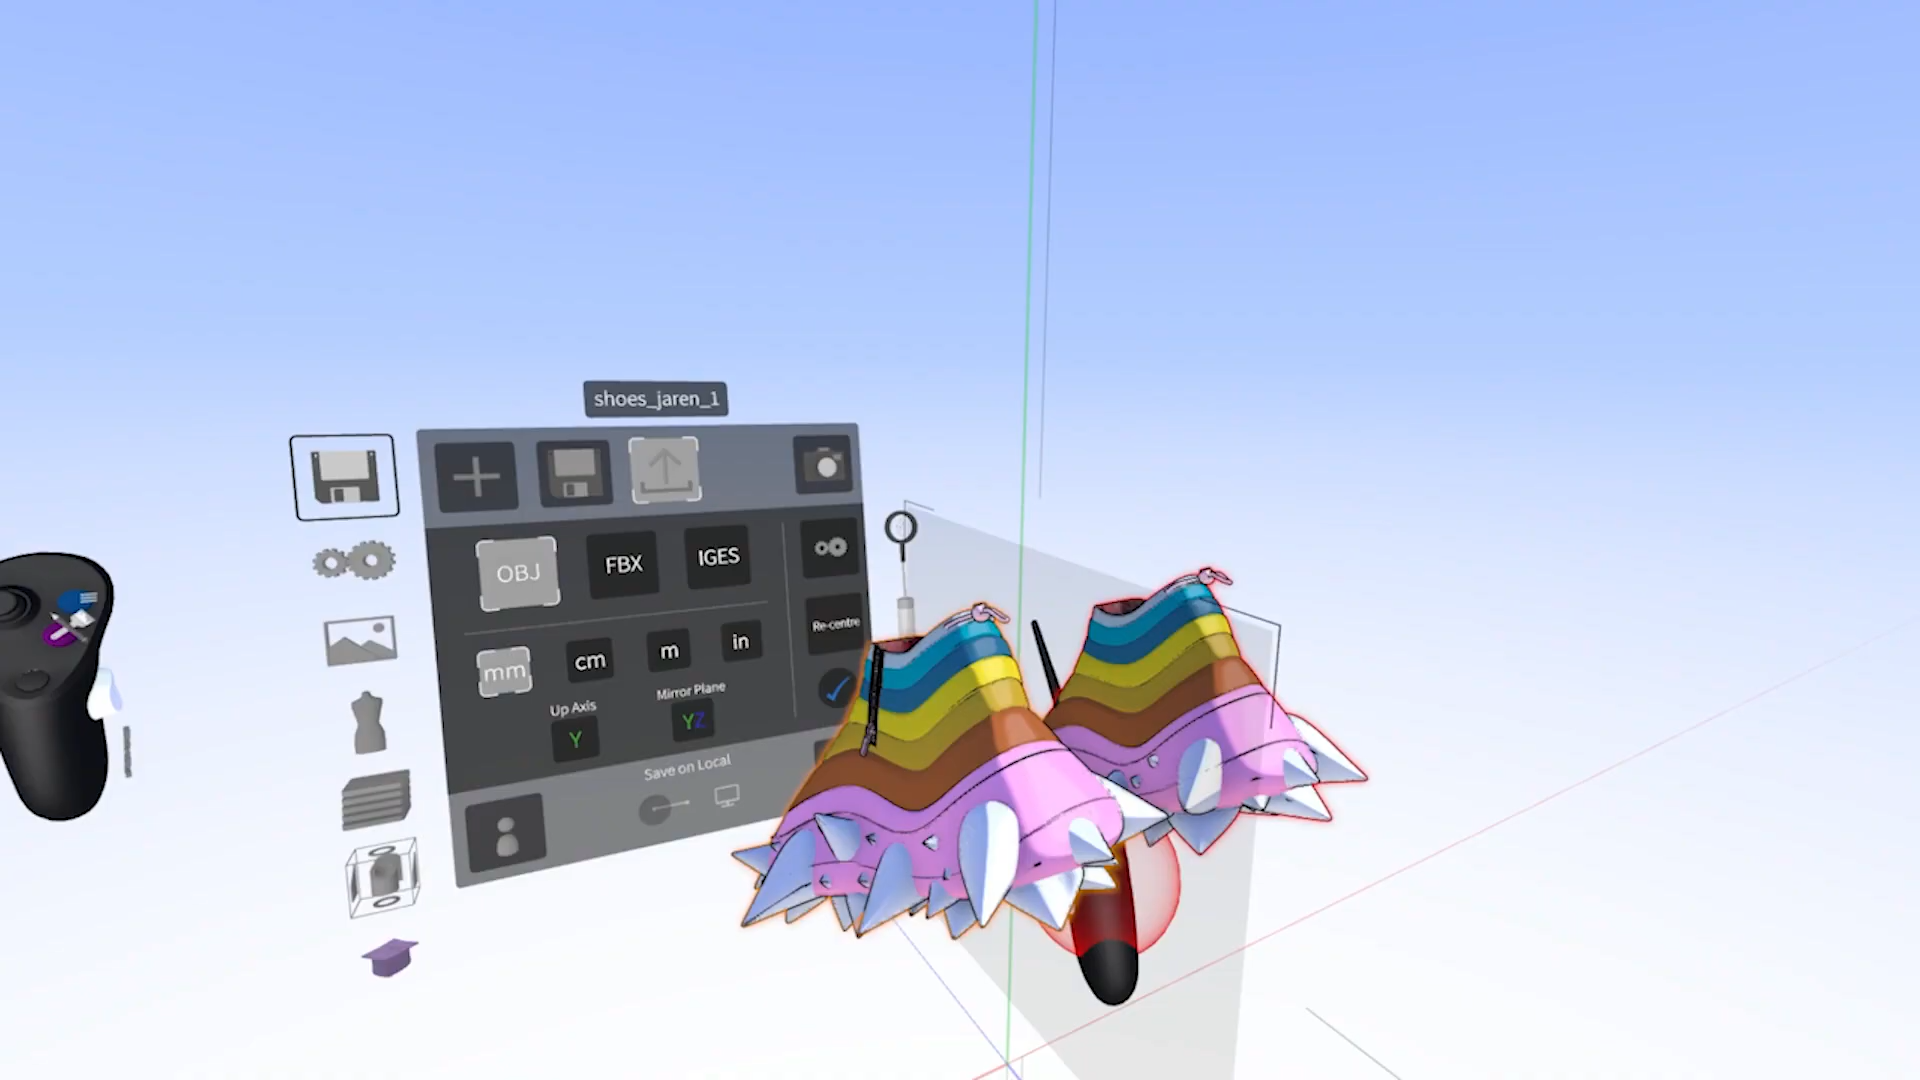 shoes_jaren_1
OBJ
FBX
IGES
mm
cm
m
in
Re-centre
Up Axis
Y
Mirror Plane
YZ
Save on Local